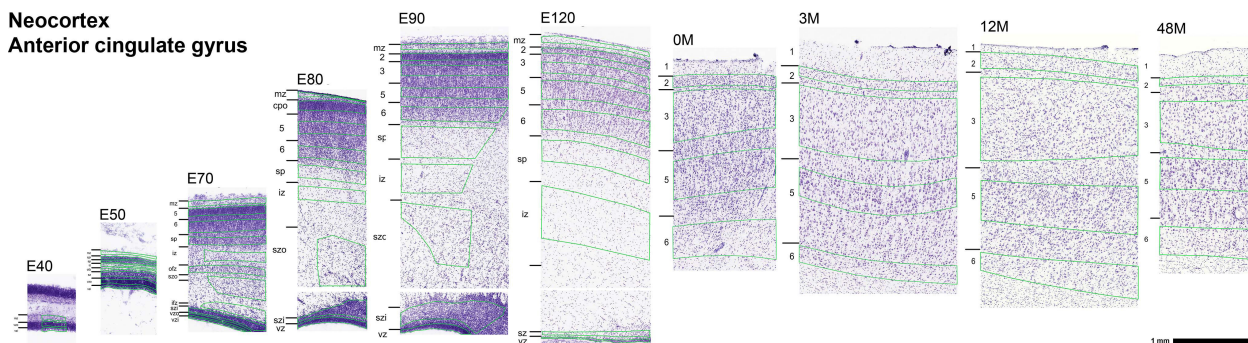 Neocortex
Anterior cingulate gyrus
E40
E50
E70
mz
5
6
sp
iz
ofz
szo
ifz
szi
vzo
vzi
E80
mz
cpo
5
6
sp
iz
szo
szi
vz
E90
mz
2
3
5
6
sp
iz
szo
szi
vz
E120
mz
2
3
5
6
sp
iz
sz
vz
0M
1
2
3
5
6
3M
1
2
3
5
6
12M
1
2
3
5
6
48M
1
2
3
5
6
1 mm